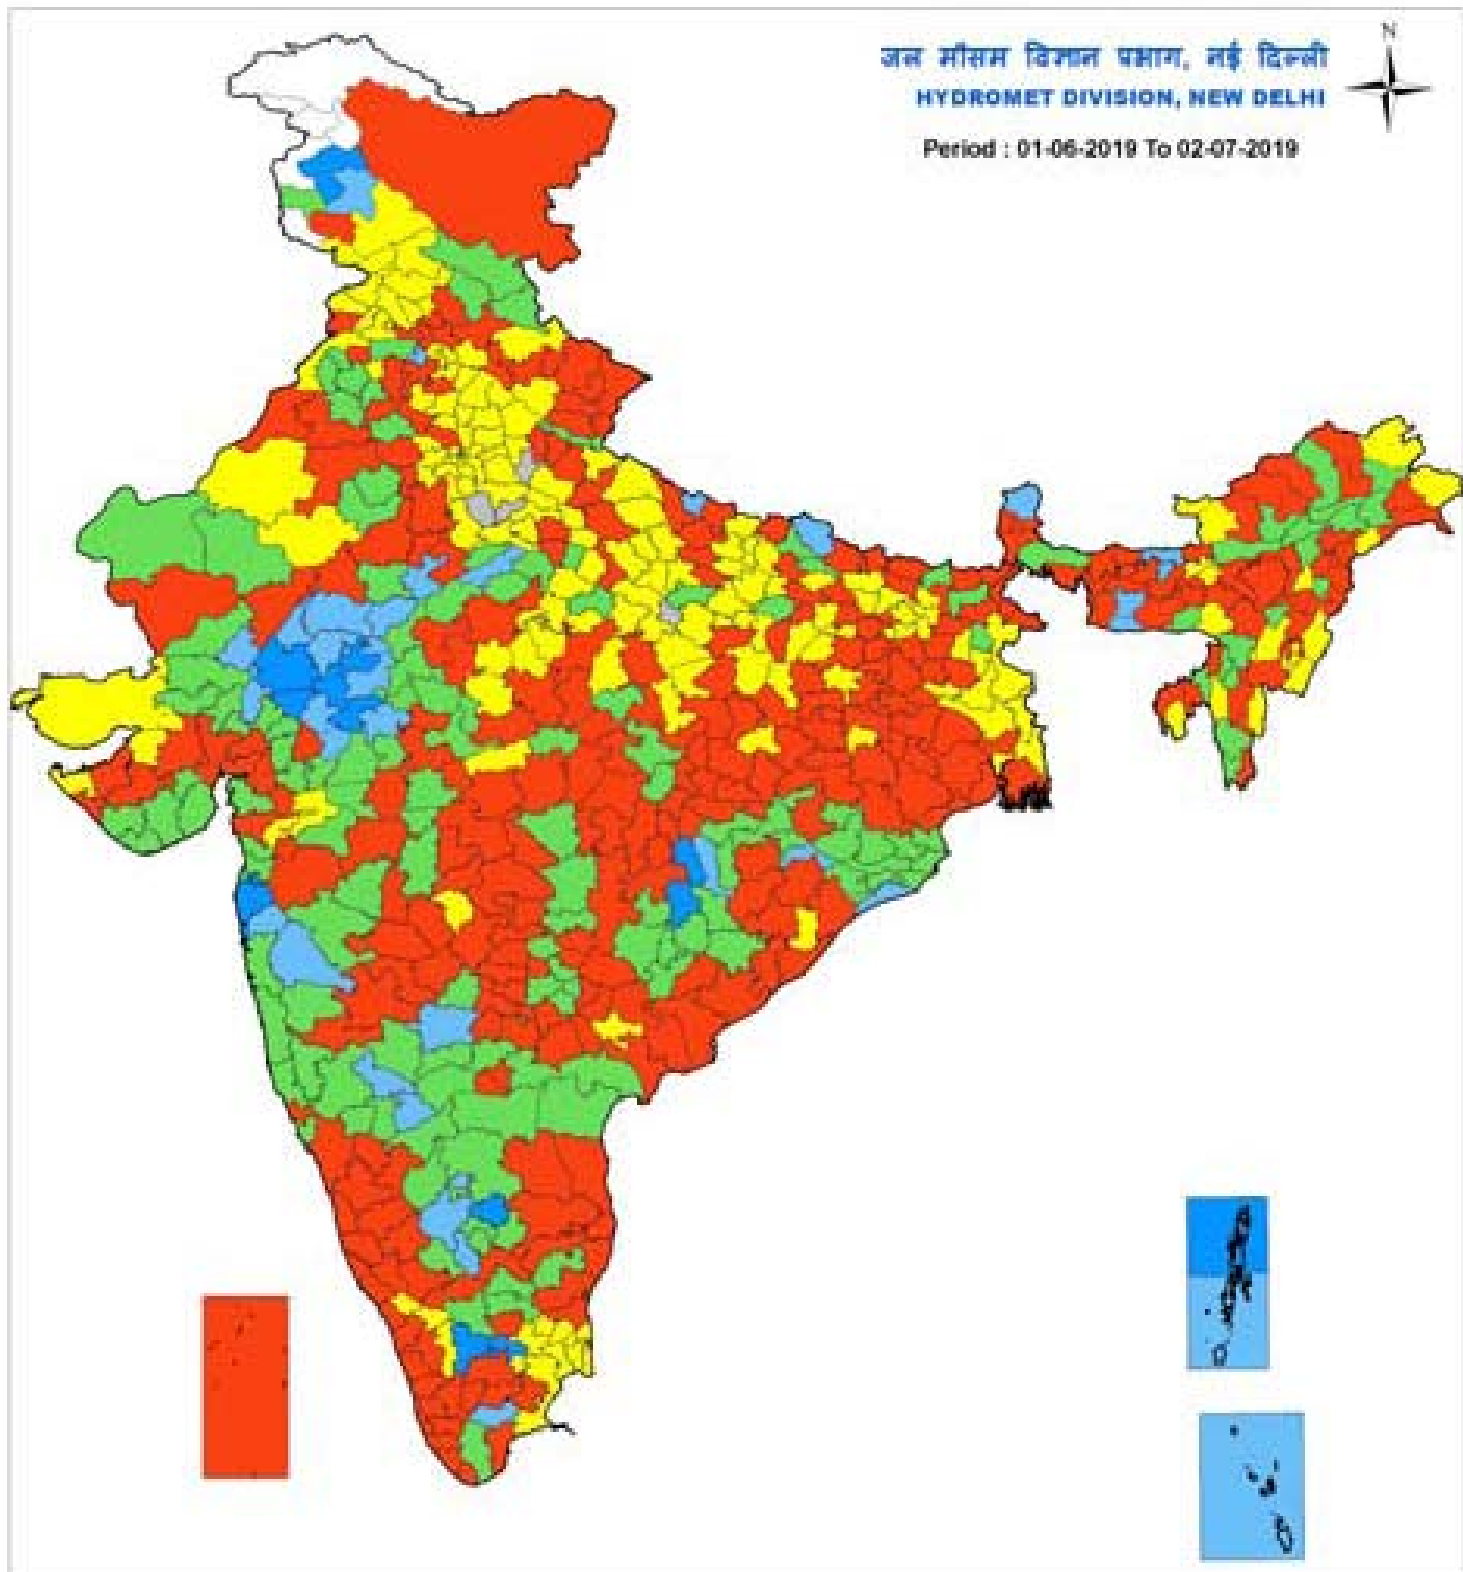 N
जल मौसम विज्ञान प्रभाग, नई दिल्ली
HYDROMET DIVISION, NEW DELHI
Period : 01-06-2019 To 02-07-2019